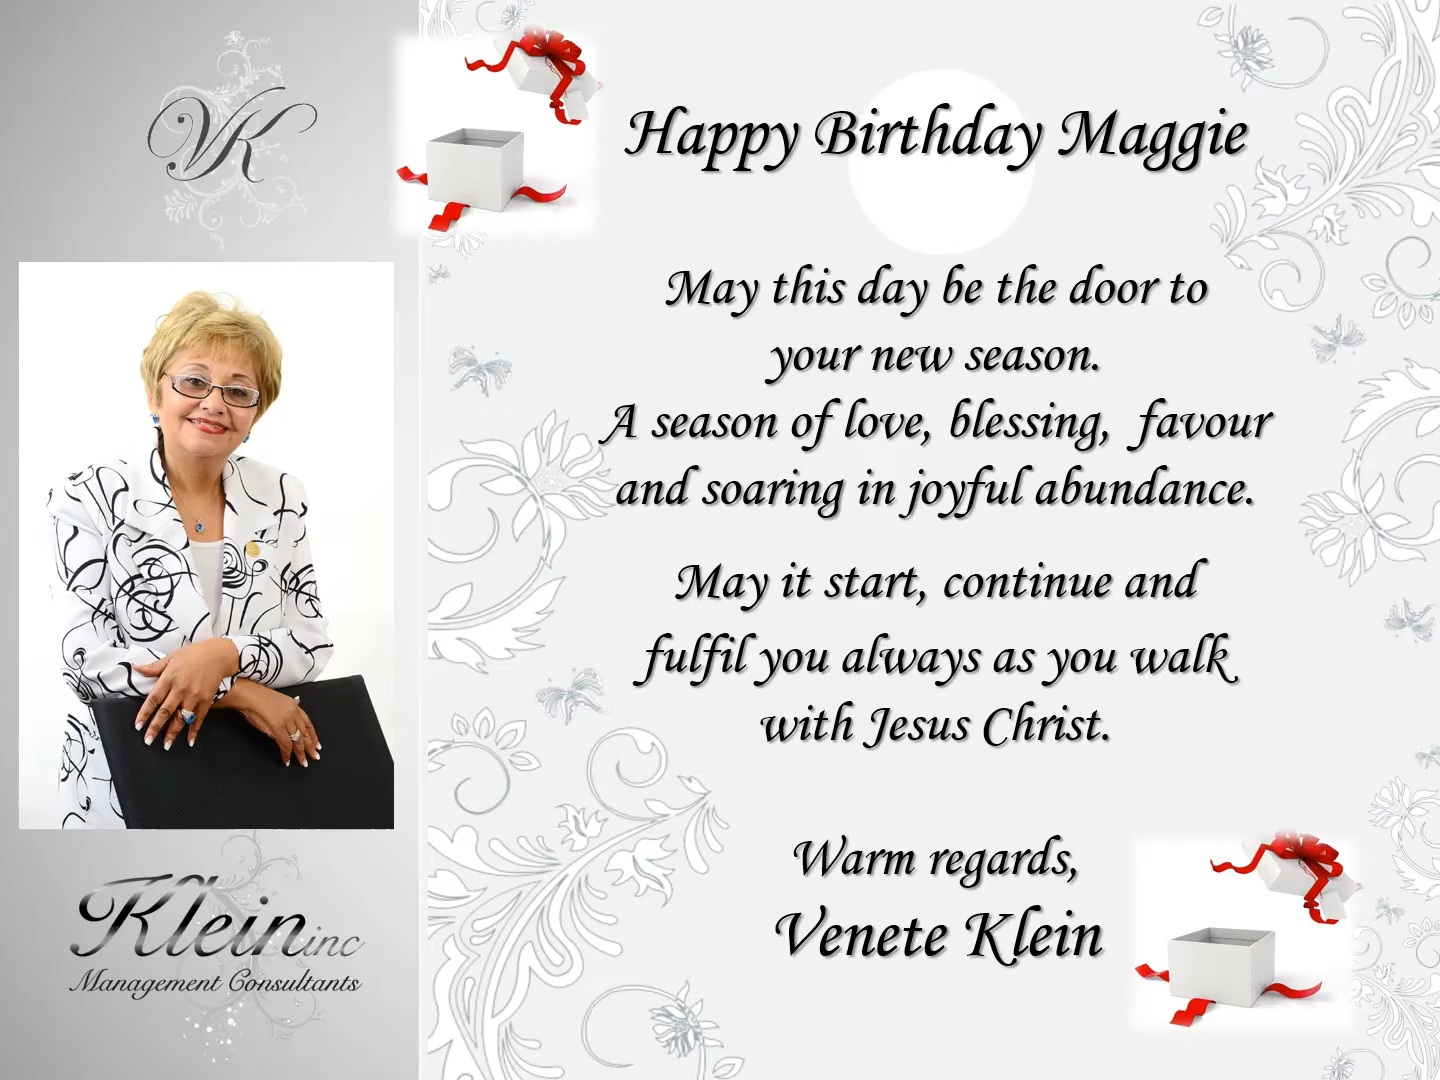 VK
Happy Birthday Maggie
May this day be the door to
your new season.
A season of love, blessing, favour
and soaring in joyful abundance.
May it start, continue and
fulfil you always as you walk
with Jesus Christ.
Warm regards,
Venete Klein
Klein inc
Management Consultants